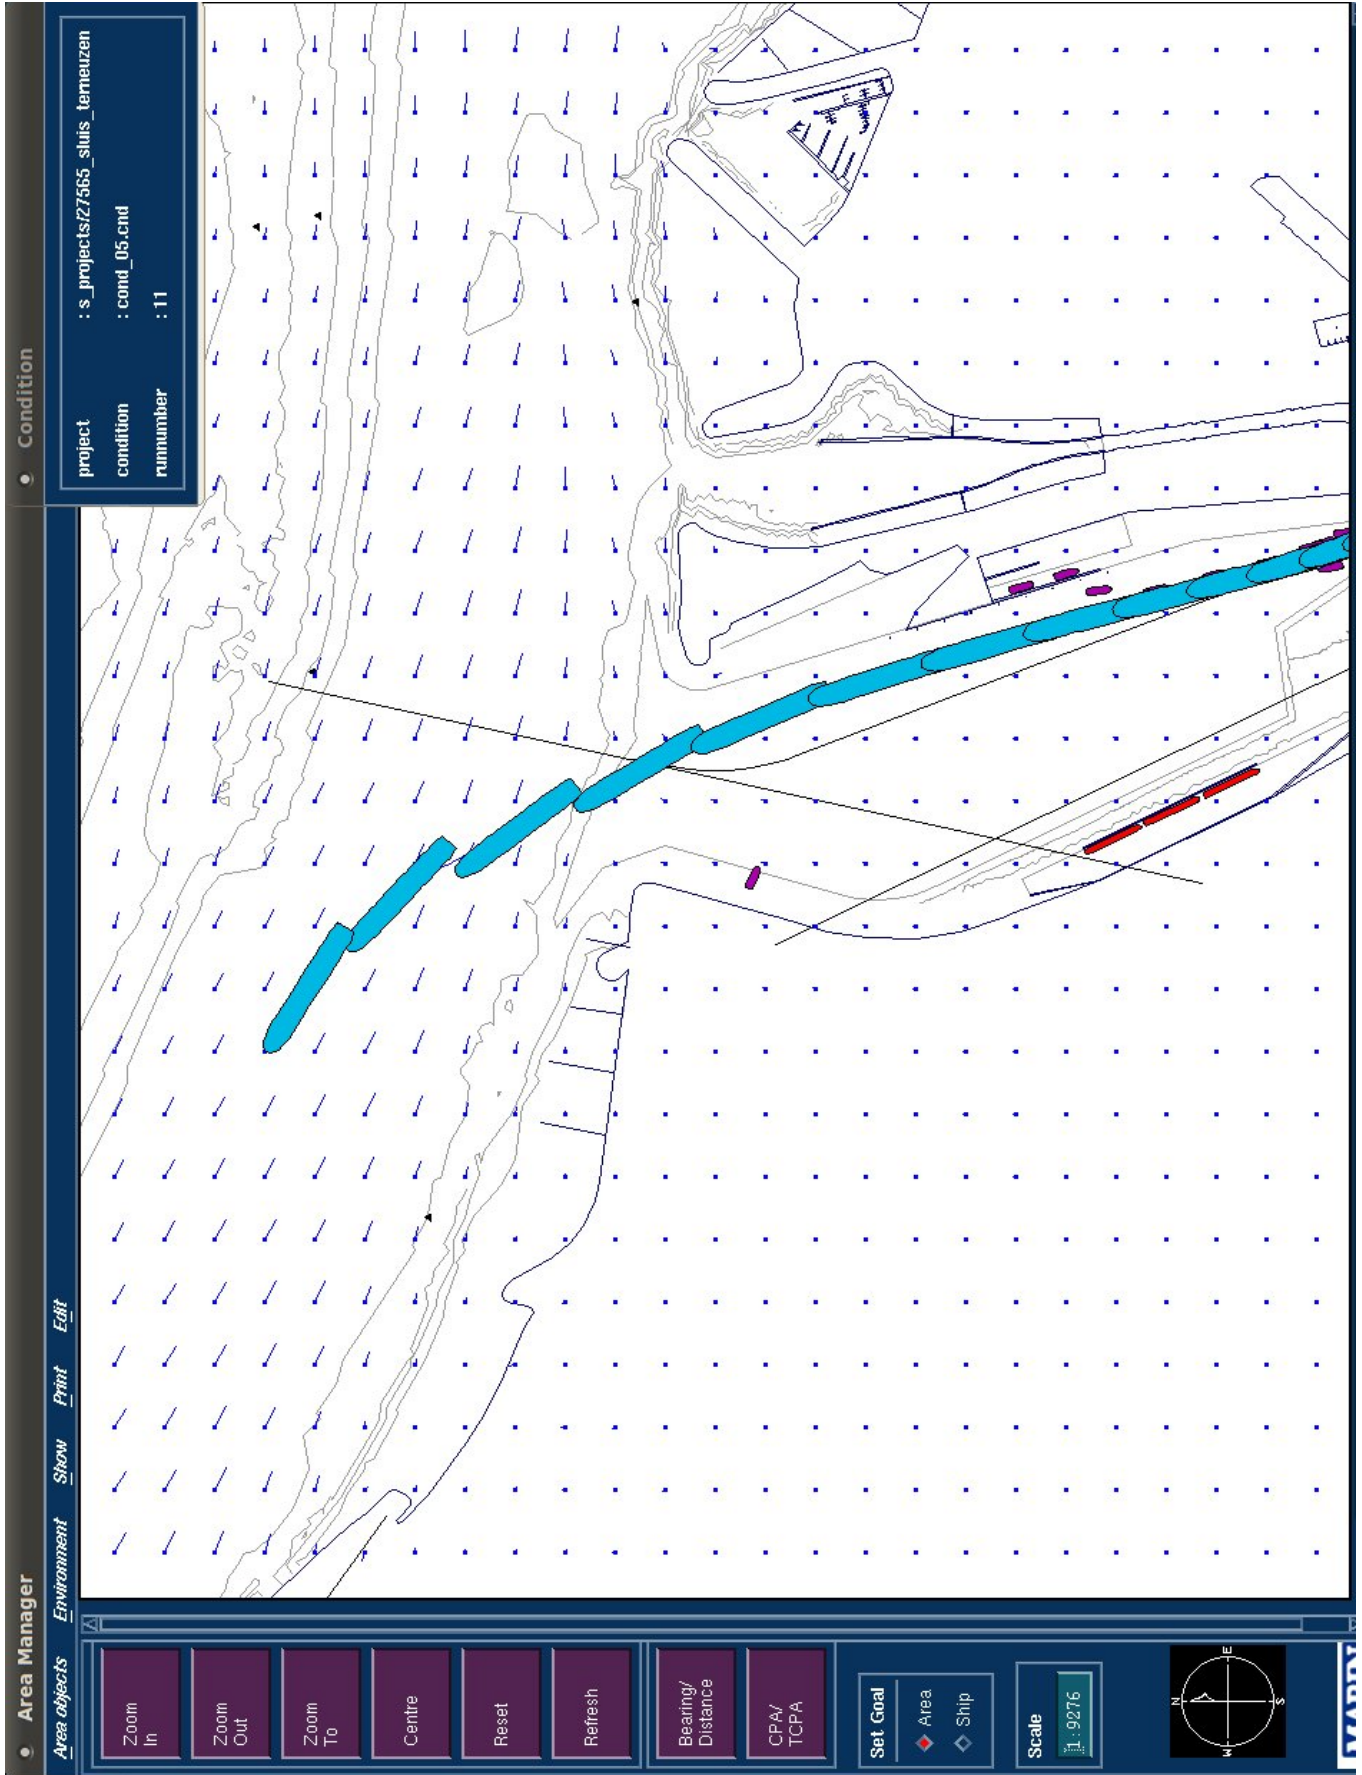 Area Manager
Condition
Area objects Environment Show Print Edit
project : s_projects/27565_sluis_terneuzen
condition : cond_05.cnd
runnumber : 11
Zoom
In
Zoom
Out
Zoom
To
Centre
Reset
Refresh
Bearing/
Distance
CPA/
TCPA
Set Goal
Area
Ship
Scale
1:9276
N
W E
S